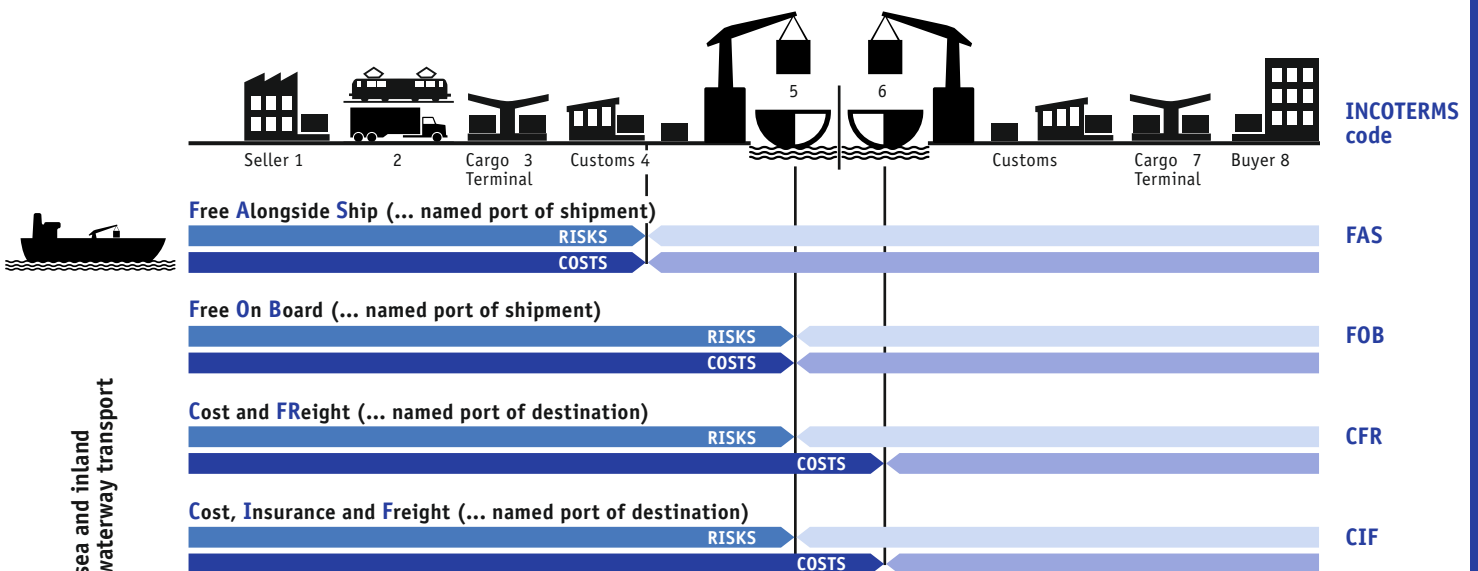 5
6
INCOTERMS
code
Seller 1
2
Cargo 3
Terminal
Customs 4
Customs
Cargo 7
Terminal
Buyer 8
Free Alongside Ship (... named port of shipment)
RISKS
FAS
COSTS
Free On Board (... named port of shipment)
RISKS
FOB
COSTS
Cost and FReight (... named port of destination)
RISKS
CFR
COSTS
Cost, Insurance and Freight (... named port of destination)
RISKS
CIF
COSTS
sea and inland
waterway transport